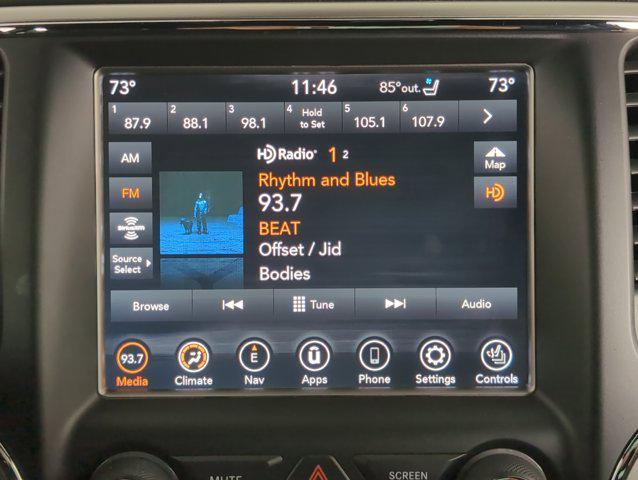 73° 11:46 85°out. 73°
1 87.9 2 88.1 3 98.1 4 Hold to Set 5 105.1 6 107.9
AM HD Radio 1 2 Map
FM Rhythm and Blues HD
93.7
SiriusXM BEAT
Source Select Offset / Jid
Bodies
Browse Tune Audio
93.7 E
Media Climate Nav Apps Phone Settings Controls
MUTE SCREEN